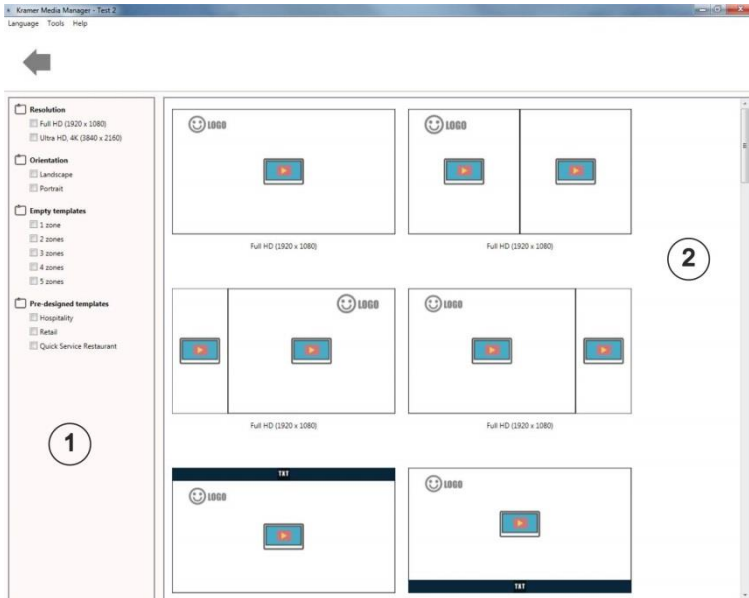 Kramer Media Manager - Test 2
Language Tools Help
Resolution
Full HD (1920 x 1080)
Ultra HD, 4K (3840 x 2160)
Orientation
Landscape
Portrait
Empty templates
1 zone
2 zones
3 zones
4 zones
5 zones
Pre-designed templates
Hospitality
Retail
Quick Service Restaurant
1
LOGO
LOGO
Full HD (1920 x 1080)
Full HD (1920 x 1080)
2
LOGO
LOGO
Full HD (1920 x 1080)
Full HD (1920 x 1080)
TXT
LOGO
LOGO
TXT